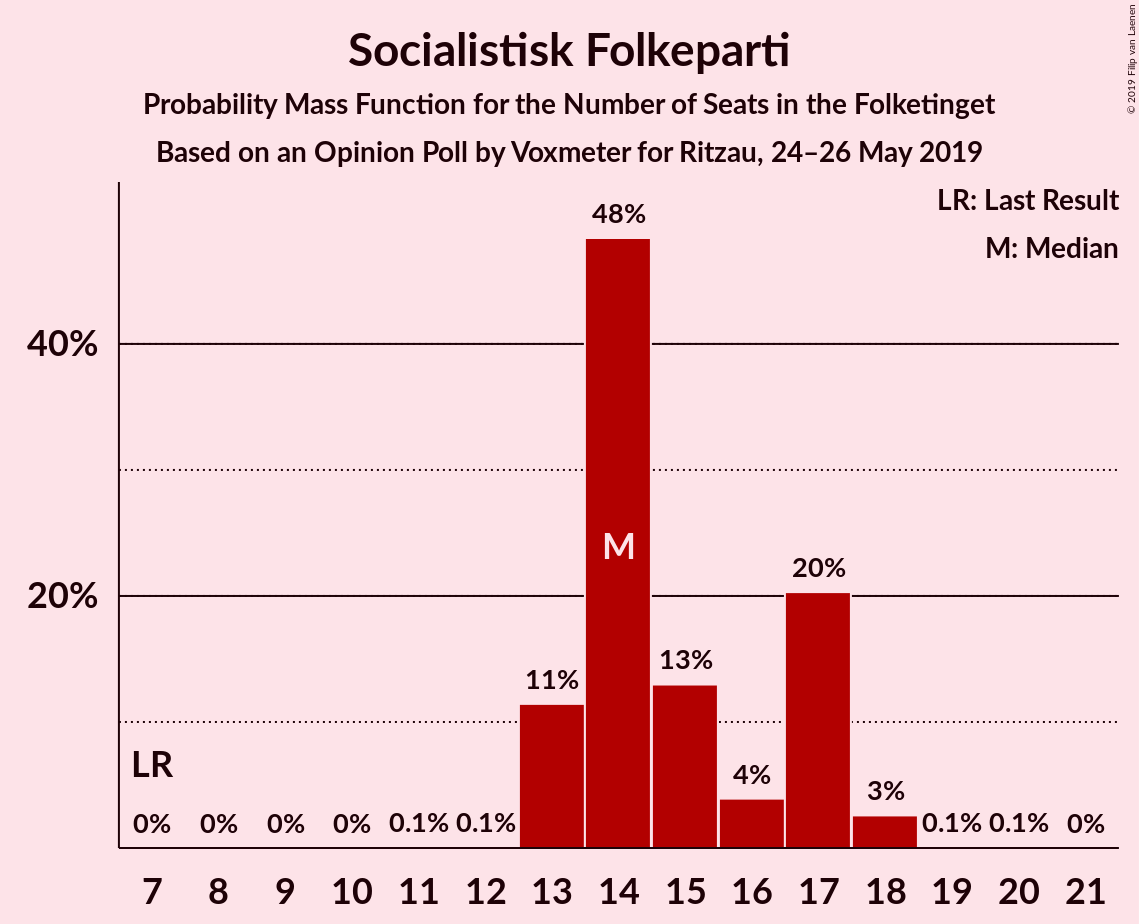 Socialistisk Folkeparti
Probability Mass Function for the Number of Seats in the Folketinget
Based on an Opinion Poll by Voxmeter for Ritzau, 24–26 May 2019
© 2019 Filip van Laenen
LR: Last Result
M: Median
48%
40%
M
20%
20%
13%
11%
LR
4%
3%
0% 0% 0% 0% 0.1% 0.1% 0.1% 0.1% 0%
7 8 9 10 11 12 13 14 15 16 17 18 19 20 21